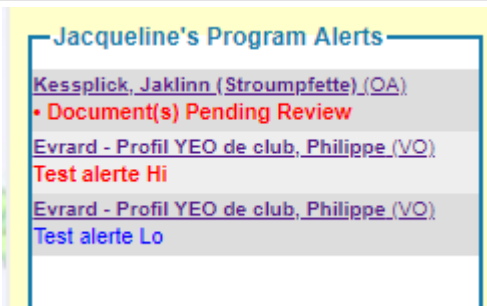 Jacqueline's Program Alerts
Kessplick, Jaklinn (Stroumpfette) (OA)
• Document(s) Pending Review
Evrard - Profil YEO de club, Philippe (VO)
Test alerte Hi
Evrard - Profil YEO de club, Philippe (VO)
Test alerte Lo